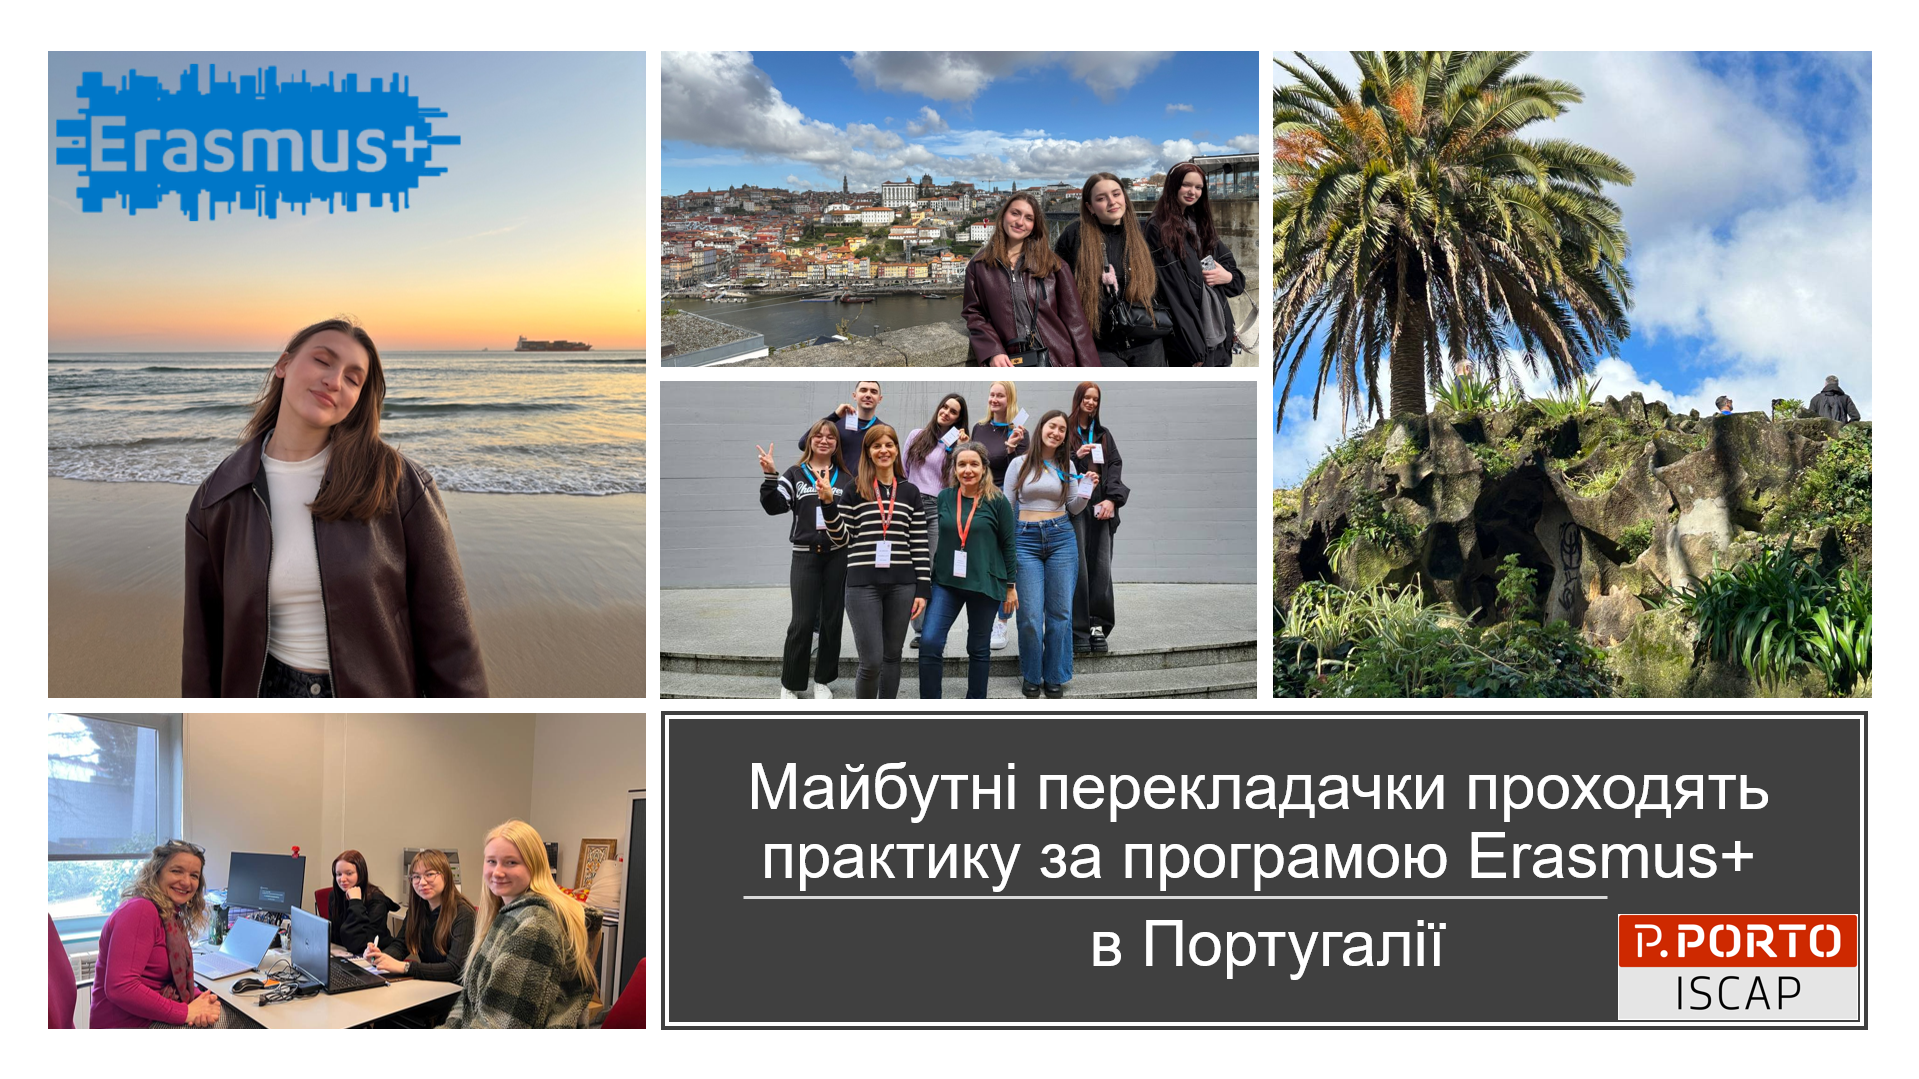 Erasmus+
Майбутні перекладачки проходять
практику за програмою Erasmus+
в Португалії
P.PORTO
ISCAP